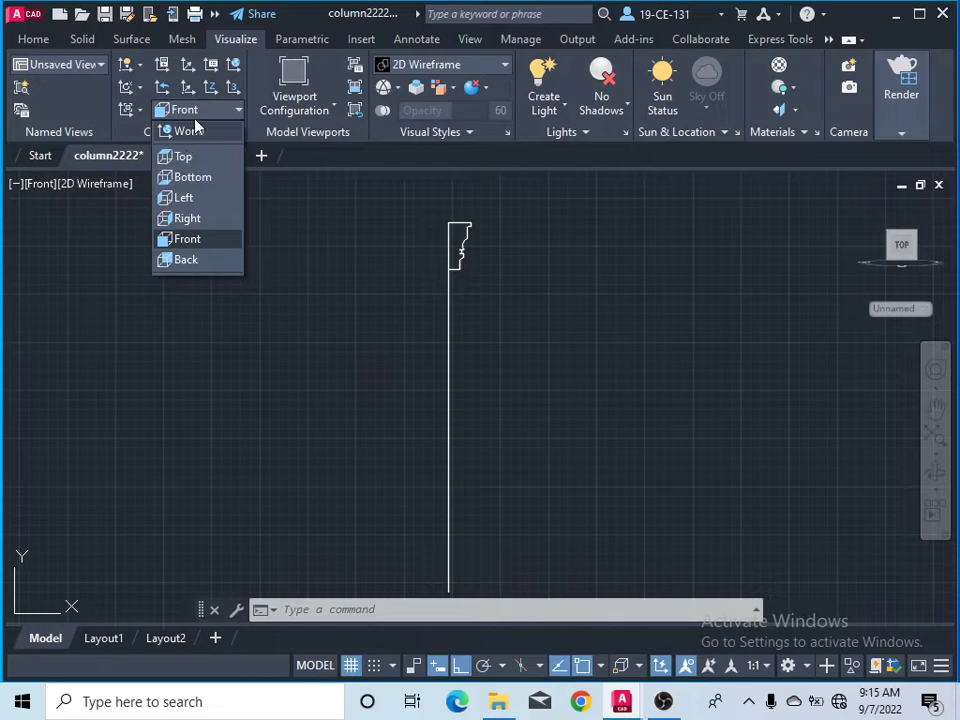 CAD
Share
column2222....
Type a keyword or phrase
19-CE-131
Home
Solid
Surface
Mesh
Visualize
Parametric
Insert
Annotate
View
Manage
Output
Add-ins
Collaborate
Express Tools
Unsaved View
Front
Viewport
Configuration
2D Wireframe
Opacity
60
Create
Light
No
Shadows
Sun
Status
Sky Off
Render
Named Views
Model Viewports
Visual Styles
Lights
Sun & Location
Materials
Camera
Start
column2222*
Top
Bottom
Left
Right
Front
Back
[−][Front][2D Wireframe]
TOP
Unnamed
Y
X
Type a command
Activate Windows
Go to Settings to activate Windows.
Model
Layout1
Layout2
MODEL
1:1
Type here to search
9:15 AM
9/7/2022
5